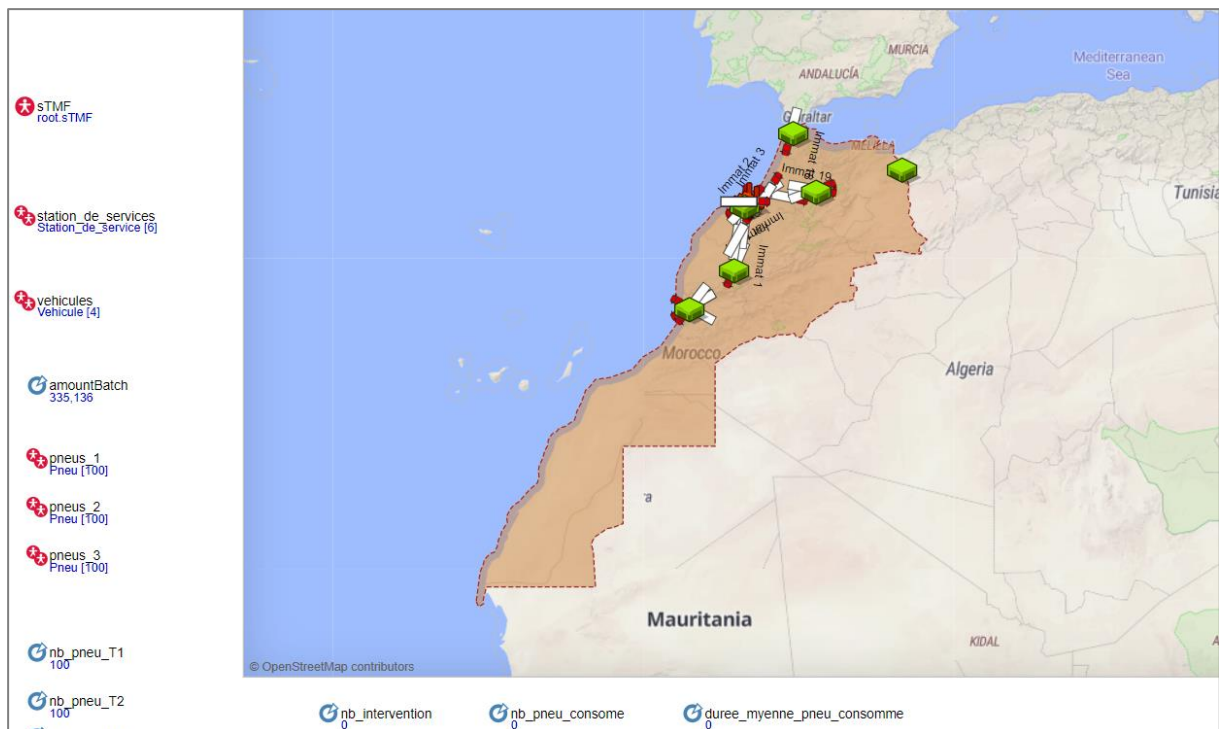 sTMF
root.sTMF
station_de_services
Station_de_service [6]
vehicules
Vehicule [4]
amountBatch
335,136
pneus_1
Pneu [100]
pneus_2
Pneu [100]
pneus_3
Pneu [100]
nb_pneu_T1
100
nb_pneu_T2
100
MURCIA
ANDALUCÍA
Mediterranean
Sea
Gibraltar
MELILLA
Tunisi
Immat 2
Immat 3
Immat 19
Immat 1
Morocco
Algeria
'a
Mauritania
KIDAL
A
© OpenStreetMap contributors
nb_intervention
0
nb_pneu_consome
0
duree_myenne_pneu_consomme
0